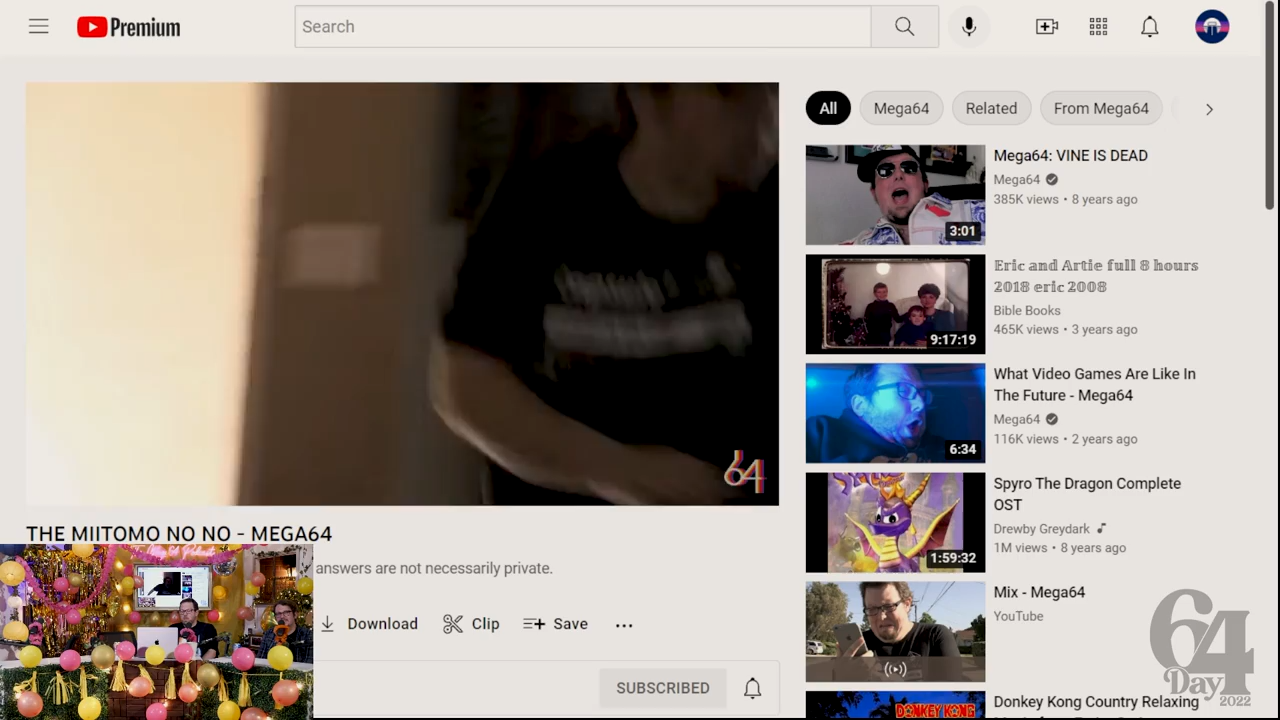 Premium
Search
All
Mega64
Related
From Mega64
64
THE MIITOMO NO NO - MEGA64
answers are not necessarily private.
Download
Clip
Save
SUBSCRIBED
Mega64: VINE IS DEAD
Mega64
385K views • 8 years ago
3:01
𝔼𝕣𝕚𝕔 𝕒𝕟𝕕 𝔸𝕣𝕥𝕚𝕖 𝕗𝕦𝕝𝕝 𝟠 𝕙𝕠𝕦𝕣𝕤
𝟚𝟘𝟙𝟠 𝕖𝕣𝕚𝕔 𝟚𝟘𝟘𝟠
Bible Books
465K views • 3 years ago
9:17:19
What Video Games Are Like In
The Future - Mega64
Mega64
116K views • 2 years ago
6:34
Spyro The Dragon Complete
OST
Drewby Greydark
1M views • 8 years ago
1:59:32
Mix - Mega64
YouTube
DONKEY KONG
Donkey Kong Country Relaxing
64
Day
2022